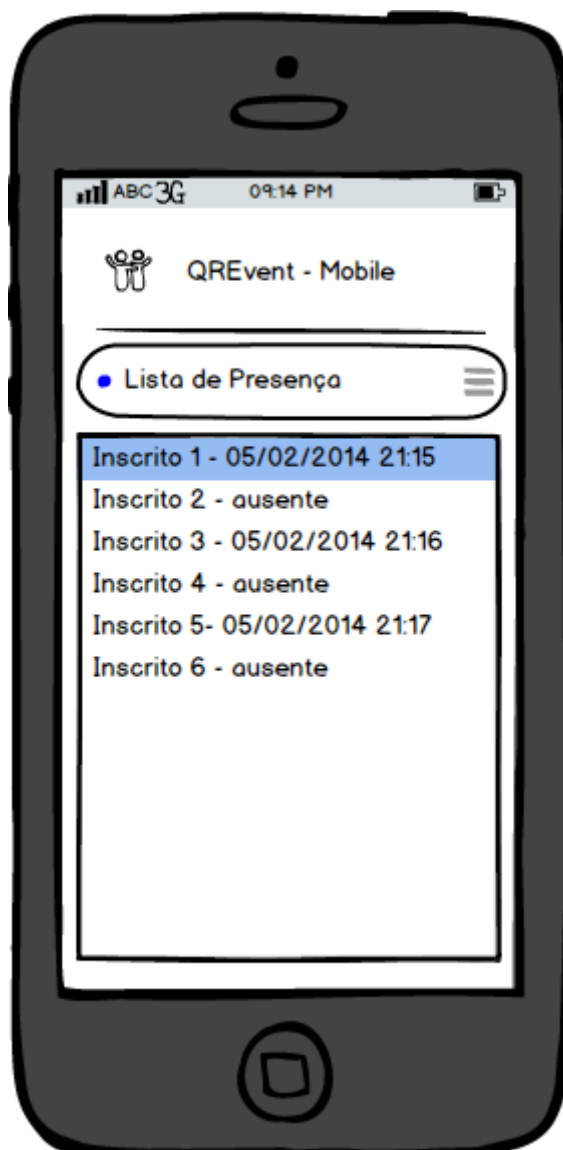 ABC 3G 09:14 PM
QREvent - Mobile
Lista de Presença
Inscrito 1 - 05/02/2014 21:15
Inscrito 2 - ausente
Inscrito 3 - 05/02/2014 21:16
Inscrito 4 - ausente
Inscrito 5- 05/02/2014 21:17
Inscrito 6 - ausente